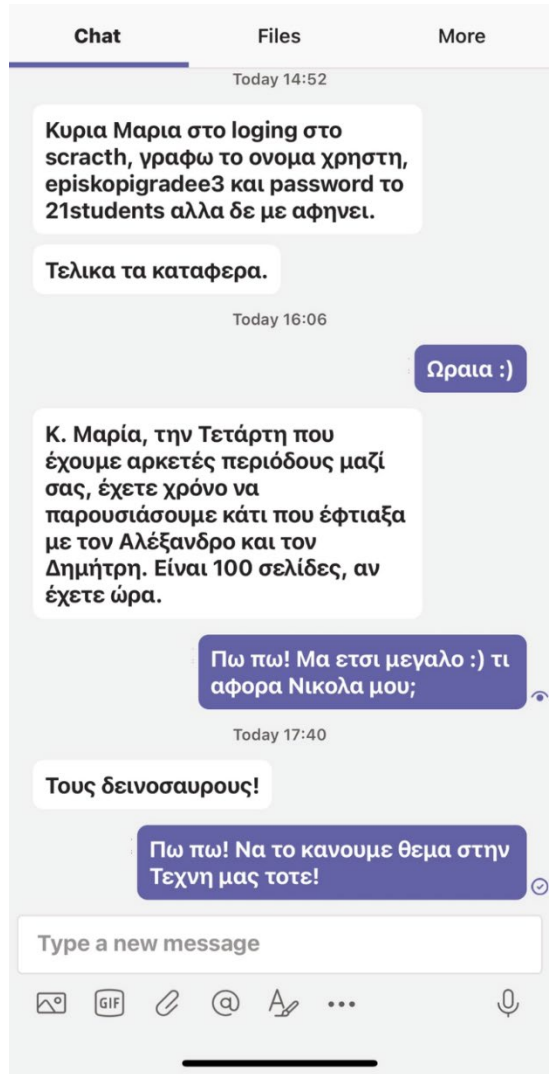 Chat Files More
Today 14:52
Κυρια Μαρια στο loging στο
scracth, γραφω το ονομα χρηστη,
episkopigradee3 και password το
21students αλλα δε με αφηνει.
Τελικα τα καταφερα.
Today 16:06
Ωραια :)
Κ. Μαρία, την Τετάρτη που
έχουμε αρκετές περιόδους μαζί
σας, έχετε χρόνο να
παρουσιάσουμε κάτι που έφτιαξα
με τον Αλέξανδρο και τον
Δημήτρη. Είναι 100 σελίδες, αν
έχετε ώρα.
Πω πω! Μα ετσι μεγαλο :) τι
αφορα Νικολα μου;
Today 17:40
Τους δεινοσαυρους!
Πω πω! Να το κανουμε θεμα στην
Τεχνη μας τοτε!
Type a new message
GIF